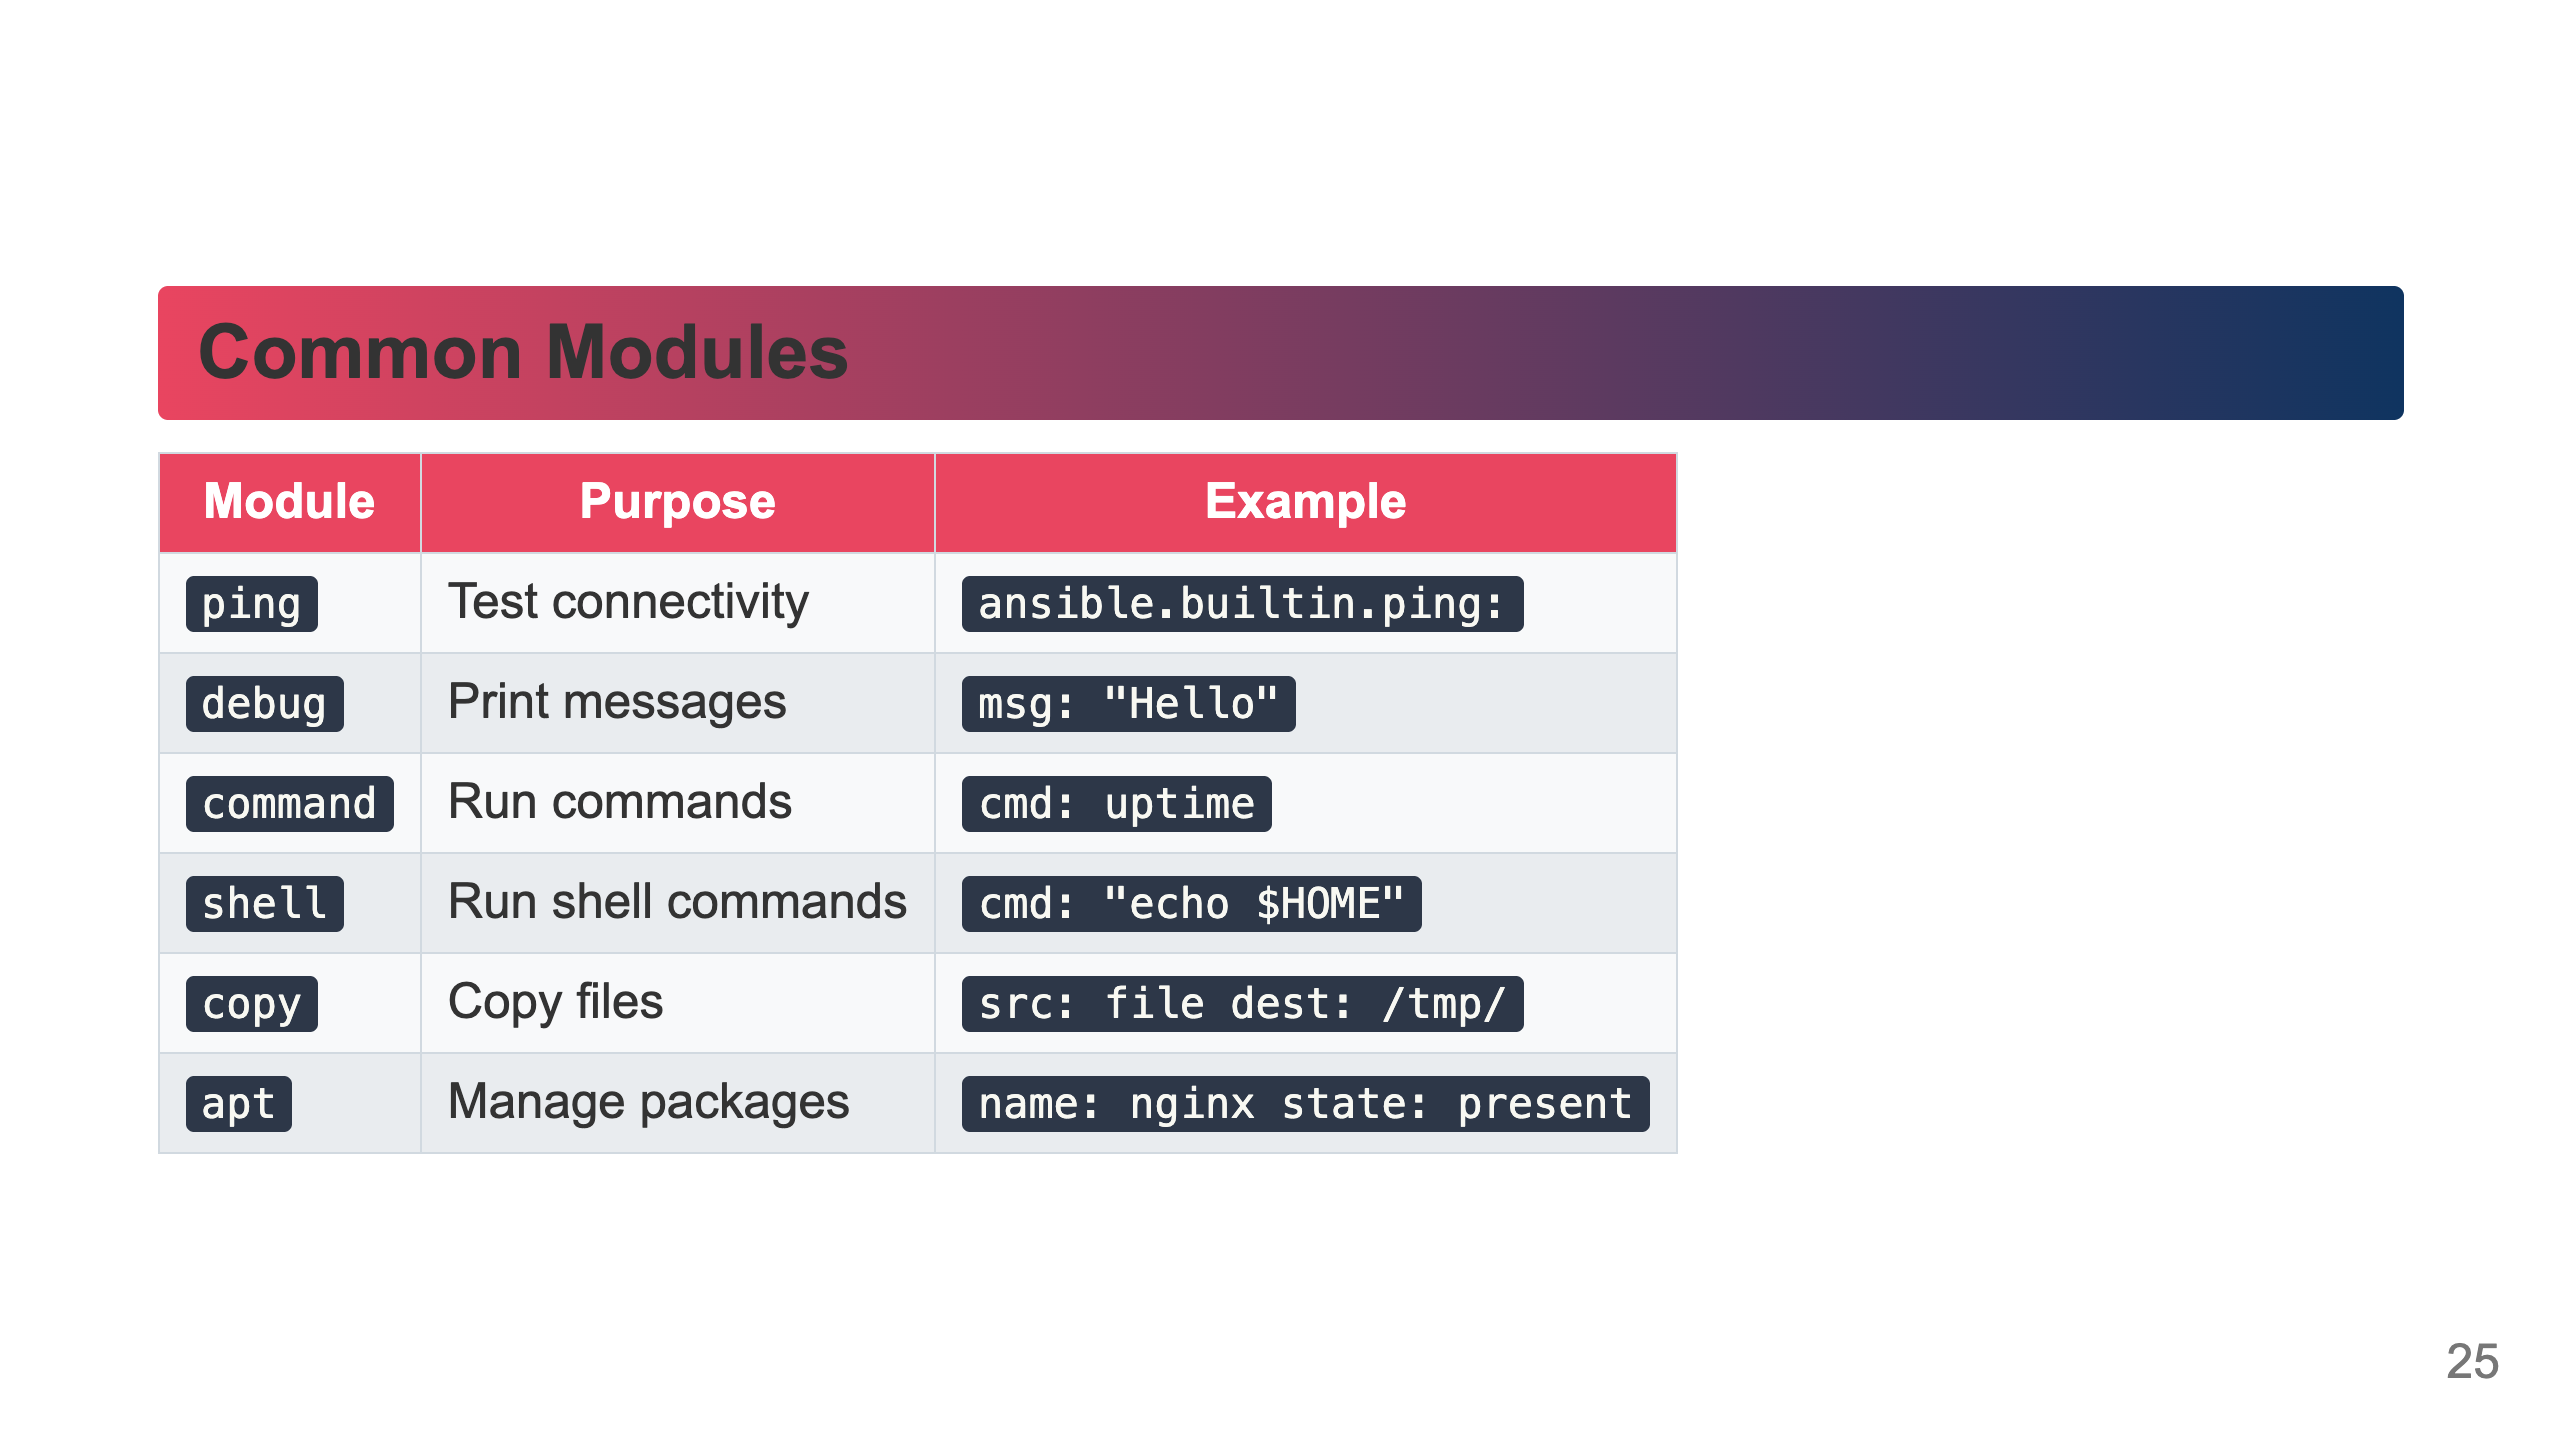 Common Modules
Module Purpose Example
ping Test connectivity ansible.builtin.ping:
debug Print messages msg: "Hello"
command Run commands cmd: uptime
shell Run shell commands cmd: "echo $HOME"
copy Copy files src: file dest: /tmp/
apt Manage packages name: nginx state: present
25